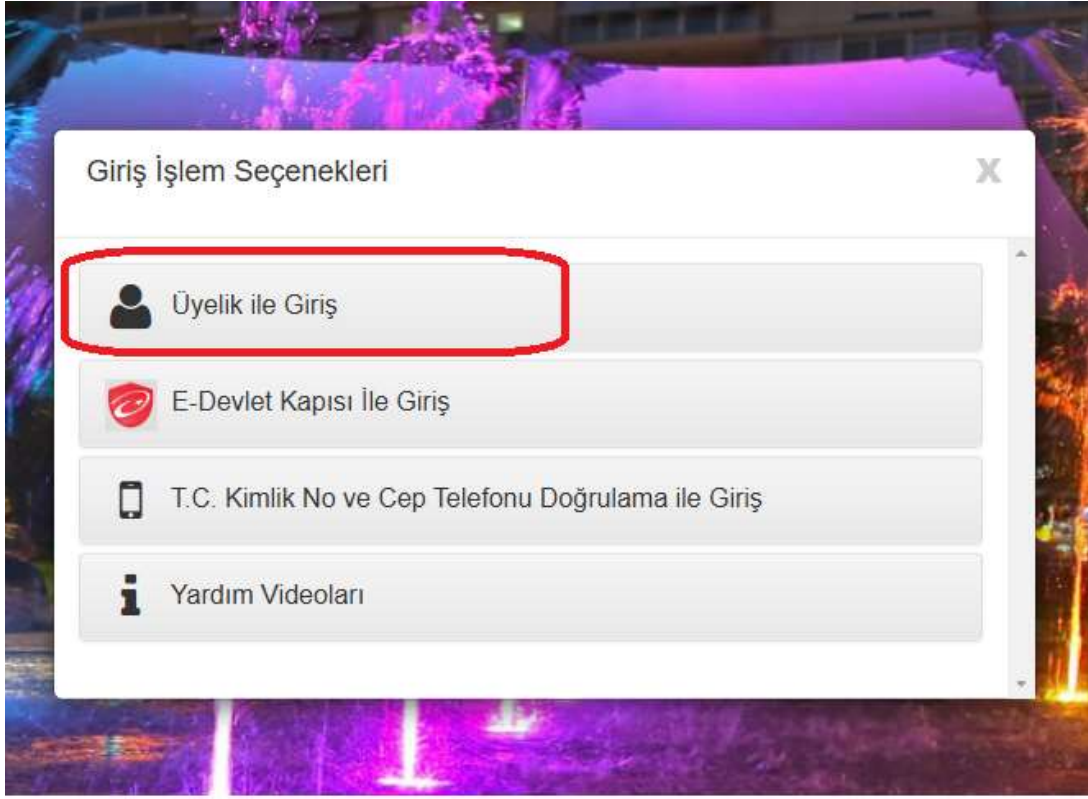 Giriş İşlem Seçenekleri
X
Üyelik ile Giriş
E-Devlet Kapısı İle Giriş
T.C. Kimlik No ve Cep Telefonu Doğrulama ile Giriş
Yardım Videoları